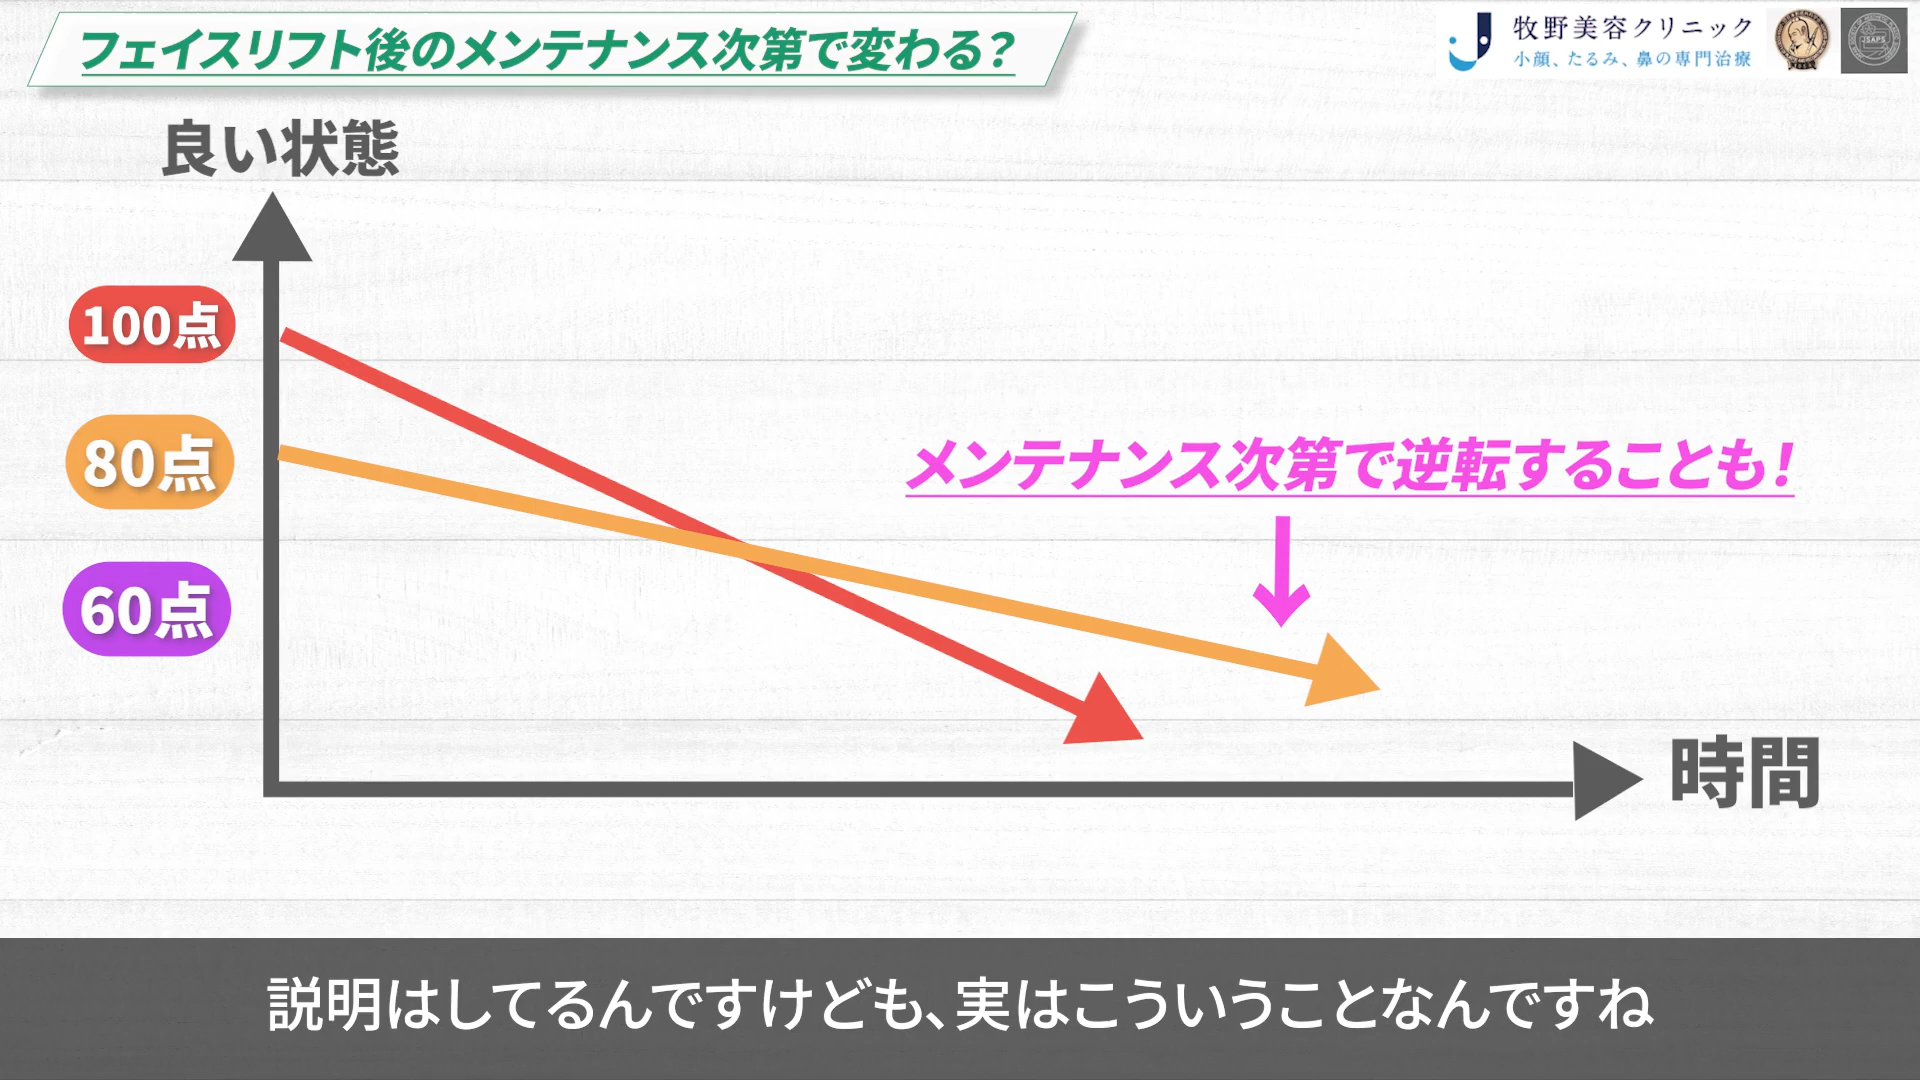 フェイスリフト後のメンテナンス次第で変わる?
牧野美容クリニック
小顔、たるみ、鼻の専門治療
ISAPS
良い状態
100点
80点
60点
メンテナンス次第で逆転することも!
時間
説明はしてるんですけども、実はこういうことなんですね